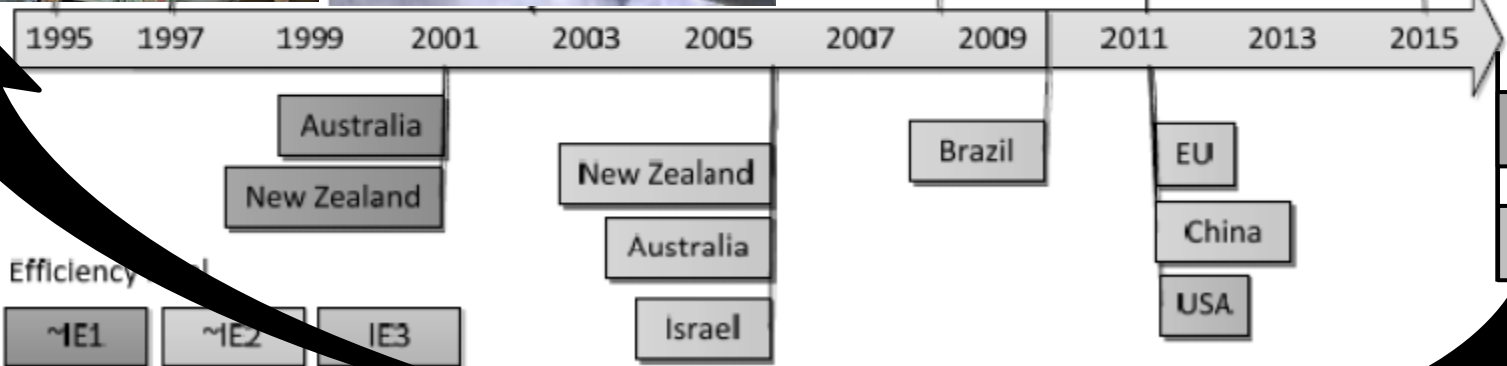 1995 1997 1999 2001 2003 2005 2007 2009 2011 2013 2015
Australia
New Zealand
New Zealand
Australia
Israel
Brazil
EU
China
USA
Efficiency
~IE1 ~IE2 IE3